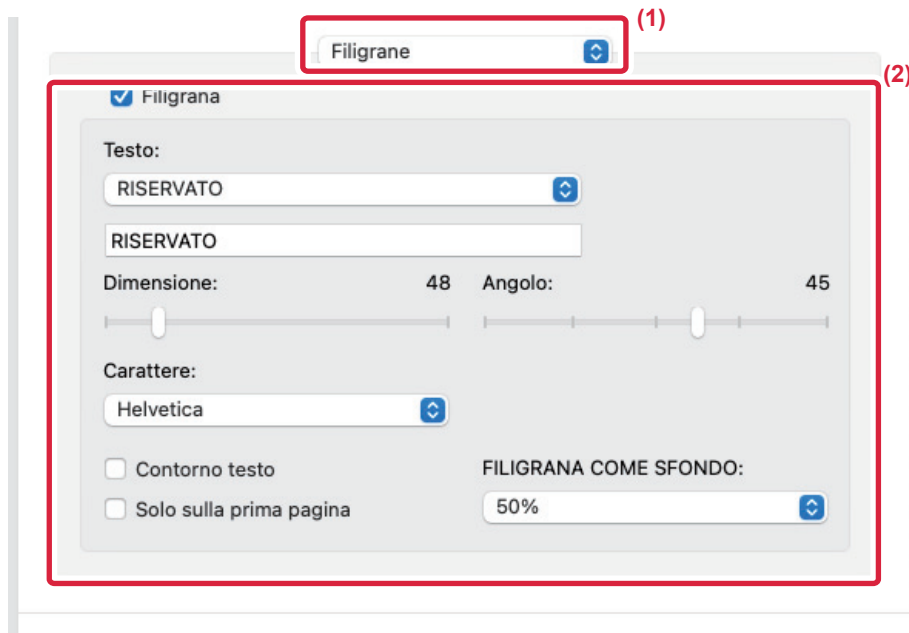 (1)
Filigrane
(2)
Filigrana
Testo:
RISERVATO
RISERVATO
Dimensione: 48 Angolo: 45
Carattere:
Helvetica
Contorno testo FILIGRANA COME SFONDO:
Solo sulla prima pagina 50%